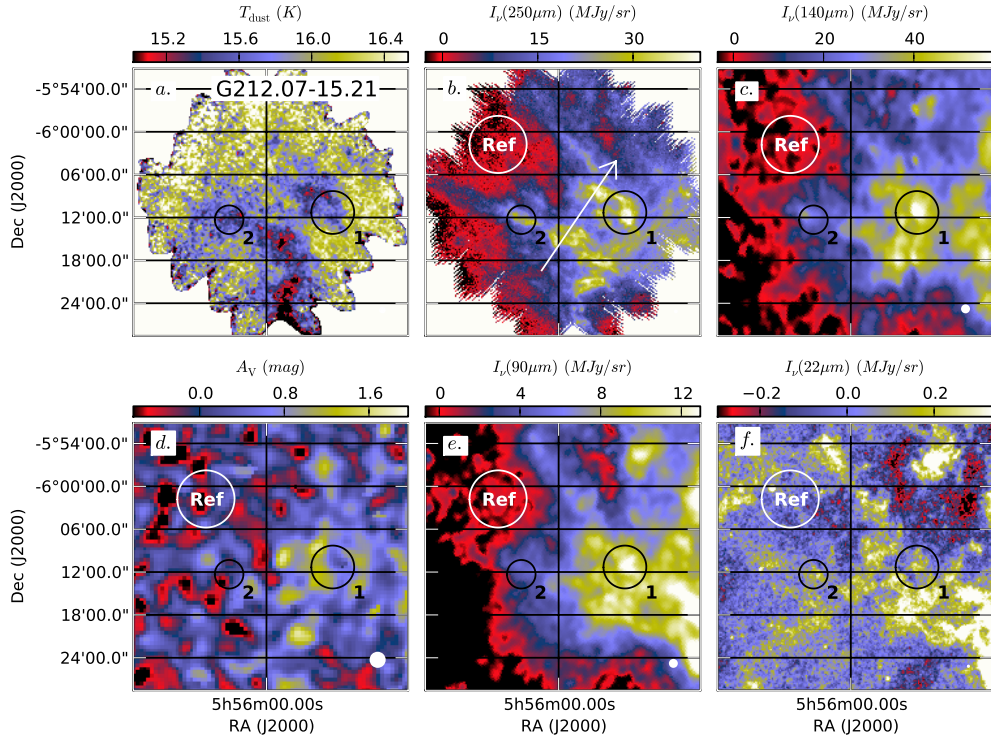 T_dust (K)
I_ν(250μm) (MJy/sr)
I_ν(140μm) (MJy/sr)
15.2 15.6 16.0 16.4
0 15 30
0 20 40
a. G212.07-15.21
b.
c.
-5°54'00.0"
-6°00'00.0"
06'00.0"
12'00.0"
18'00.0"
24'00.0"
Dec (J2000)
Ref
Ref
2 1
2 1
2 1
A_V (mag)
I_ν(90μm) (MJy/sr)
I_ν(22μm) (MJy/sr)
0.0 0.8 1.6
0 4 8 12
−0.2 0.0 0.2
d.
e.
f.
-5°54'00.0"
-6°00'00.0"
06'00.0"
12'00.0"
18'00.0"
24'00.0"
Dec (J2000)
Ref
Ref
Ref
2 1
2 1
2 1
5h56m00.00s
5h56m00.00s
5h56m00.00s
RA (J2000)
RA (J2000)
RA (J2000)